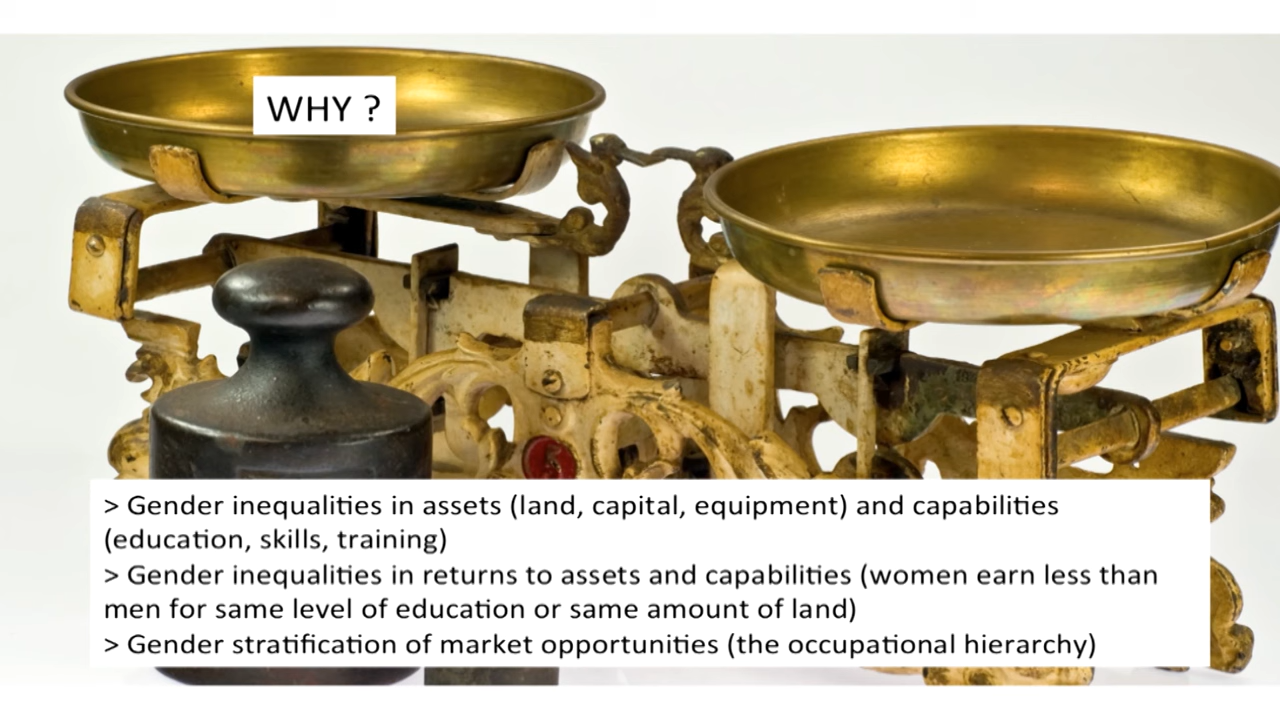 WHY ?
> Gender inequalities in assets (land, capital, equipment) and capabilities
(education, skills, training)
> Gender inequalities in returns to assets and capabilities (women earn less than
men for same level of education or same amount of land)
> Gender stratification of market opportunities (the occupational hierarchy)